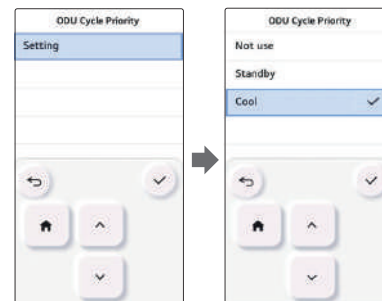 ODU Cycle Priority
Setting
ODU Cycle Priority
Not use
Standby
Cool